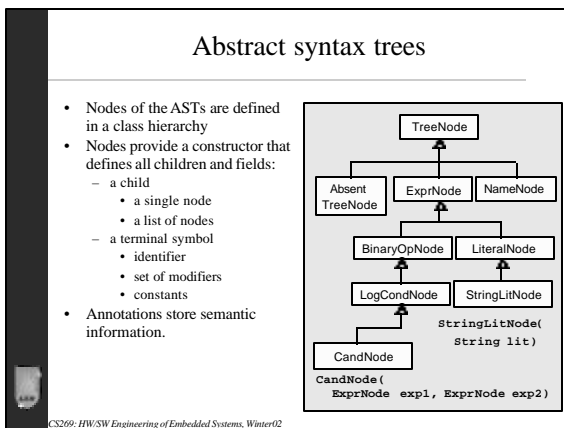 Abstract syntax trees
• Nodes of the ASTs are defined
in a class hierarchy
• Nodes provide a constructor that
defines all children and fields:
– a child
• a single node
• a list of nodes
– a terminal symbol
• identifier
• set of modifiers
• constants
• Annotations store semantic
information.
TreeNode
Absent
TreeNode
ExprNode
NameNode
BinaryOpNode
LiteralNode
LogCondNode
StringLitNode
StringLitNode(
String lit)
CandNode
CandNode(
ExprNode exp1, ExprNode exp2)
CS269: HW/SW Engineering of Embedded Systems, Winter02